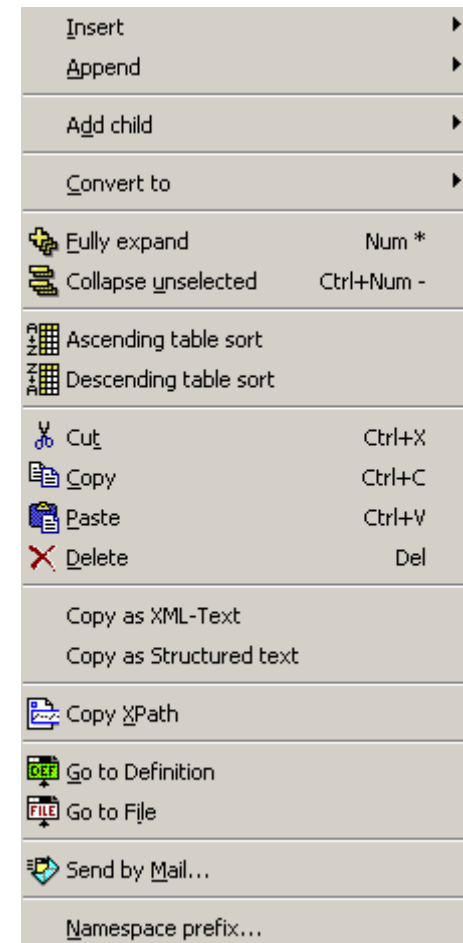 Insert
Append
Add child
Convert to
Fully expand Num *
Collapse unselected Ctrl+Num -
Ascending table sort
Descending table sort
Cut Ctrl+X
Copy Ctrl+C
Paste Ctrl+V
Delete Del
Copy as XML-Text
Copy as Structured text
Copy XPath
DEF Go to Definition
FILE Go to File
Send by Mail...
Namespace prefix...